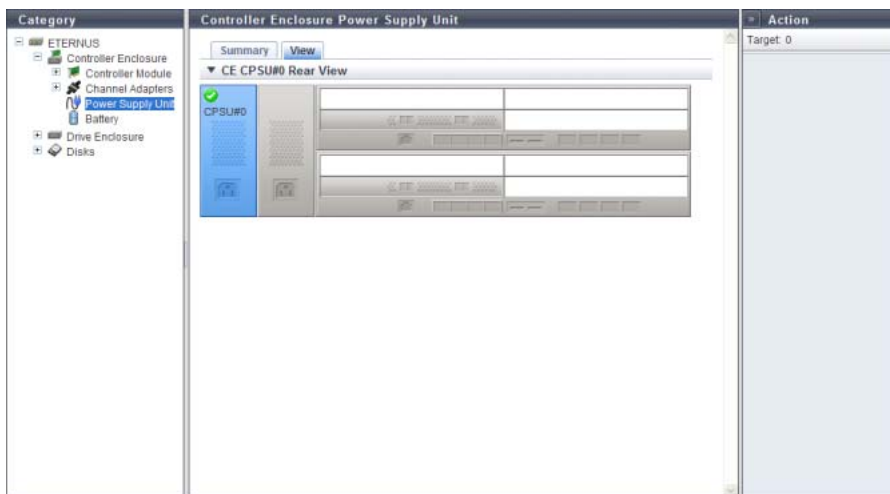 Category
ETERNUS
Controller Enclosure
Controller Module
Channel Adapters
Power Supply Unit
Battery
Drive Enclosure
Disks
Controller Enclosure Power Supply Unit
Summary
View
CE CPSU#0 Rear View
CPSU#0
Action
Target: 0